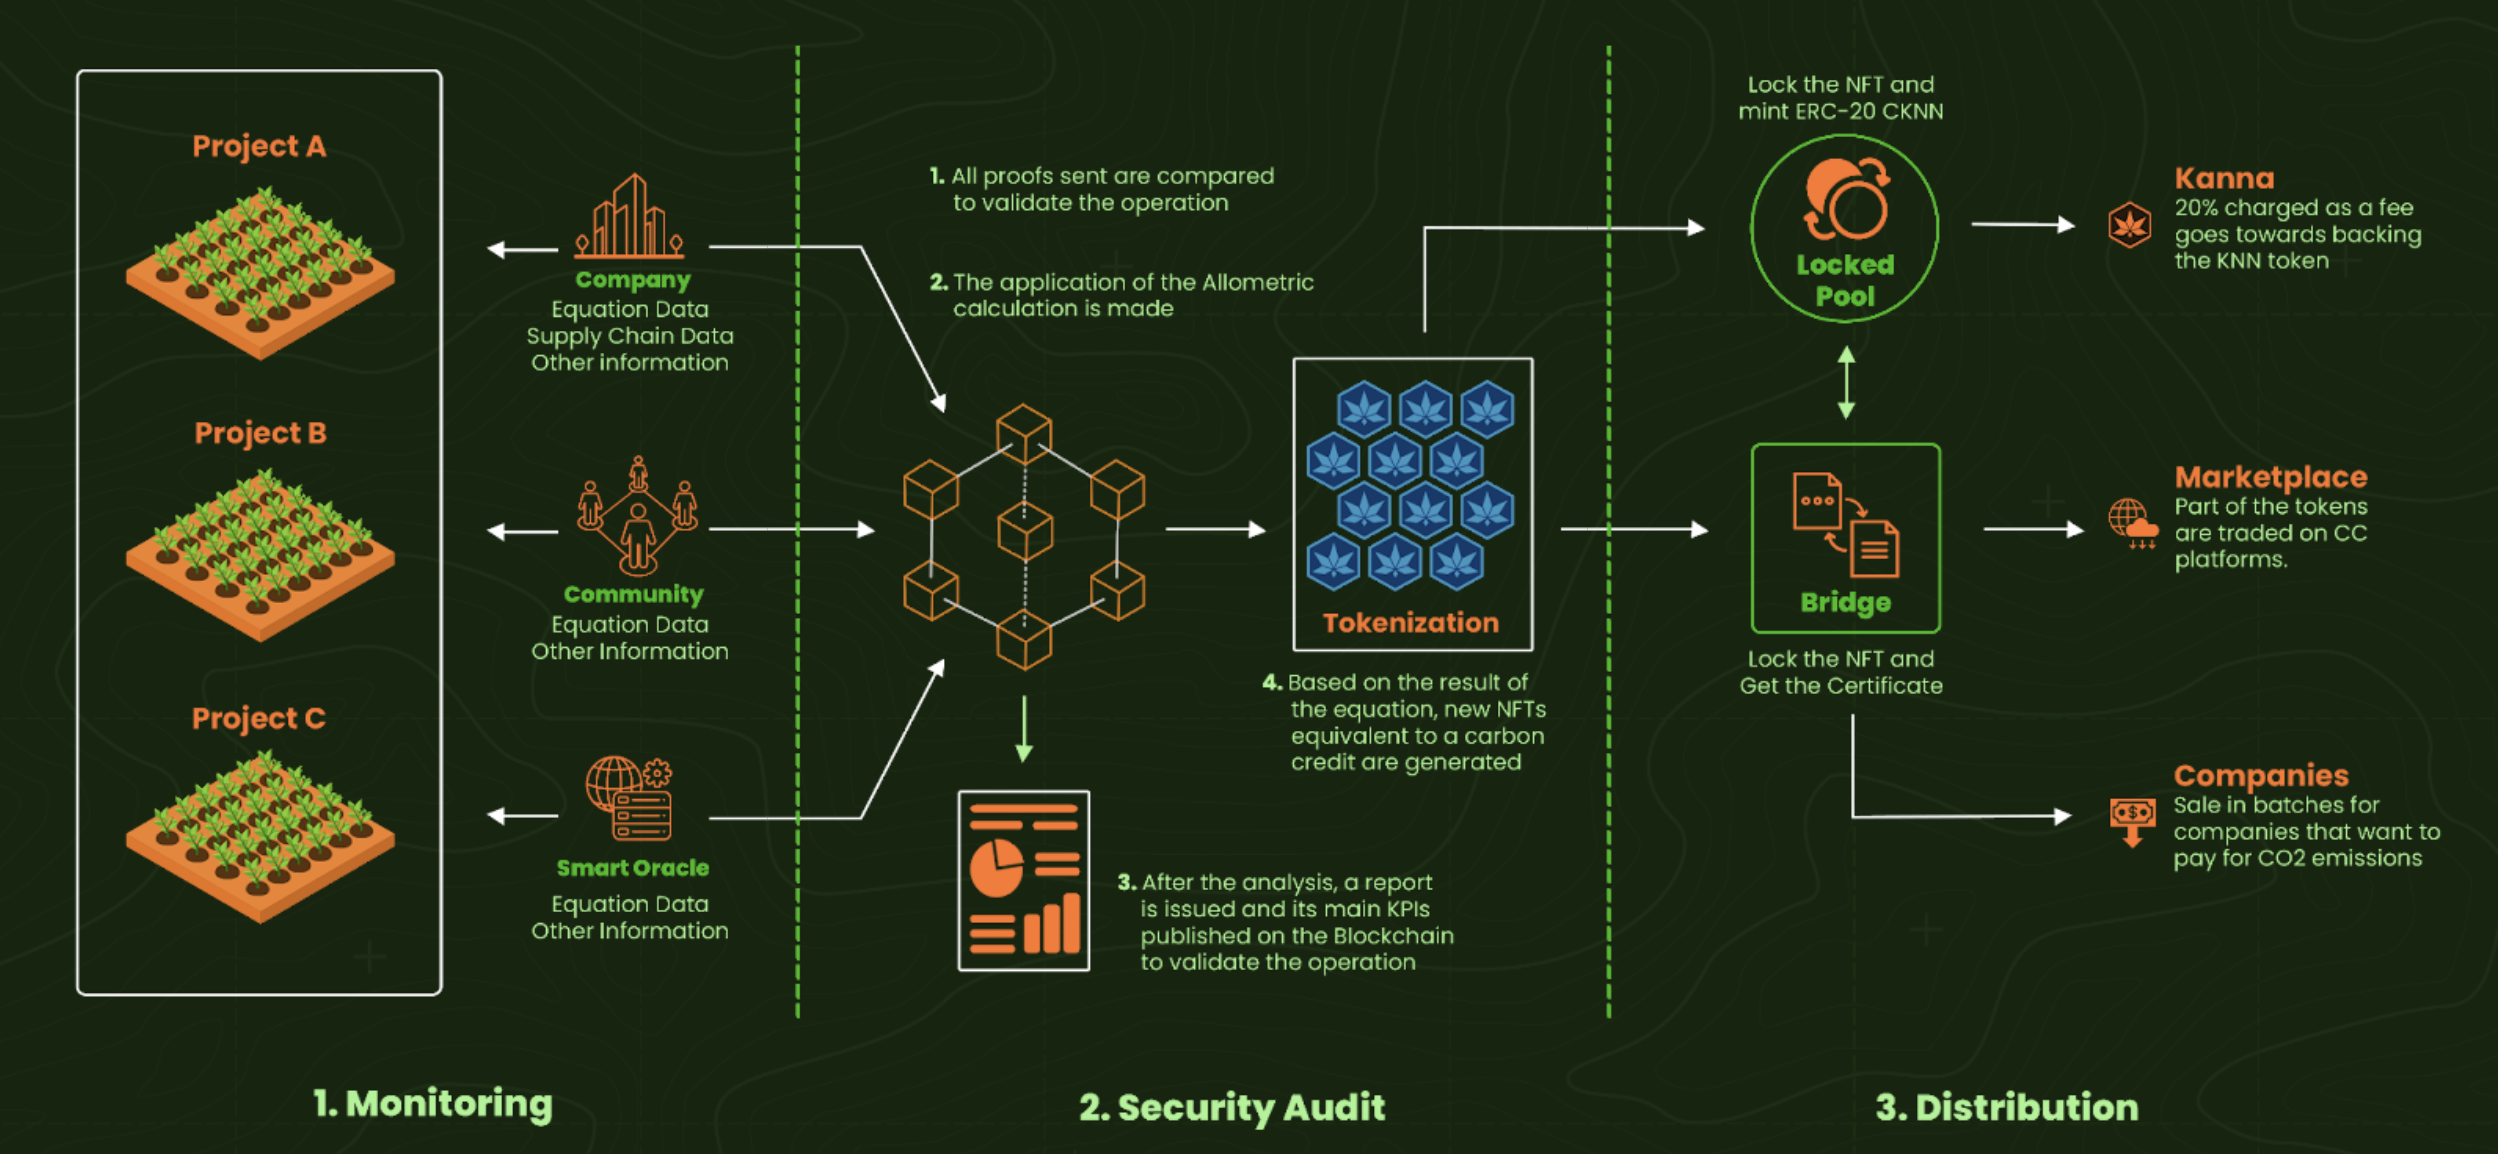 Project A
Project B
Project C
Company
Equation Data
Supply Chain Data
Other information
Community
Equation Data
Other Information
Smart Oracle
Equation Data
Other Information
1. Monitoring
1. All proofs sent are compared
to validate the operation
2. The application of the Allometric
calculation is made
3. After the analysis, a report
is issued and its main KPIs
published on the Blockchain
to validate the operation
Tokenization
4. Based on the result of
the equation, new NFTs
equivalent to a carbon
credit are generated
2. Security Audit
Lock the NFT and
mint ERC-20 CKNN
Locked
Pool
Bridge
Lock the NFT and
Get the Certificate
Kanna
20% charged as a fee
goes towards backing
the KNN token
Marketplace
Part of the tokens
are traded on CC
platforms.
Companies
Sale in batches for
companies that want to
pay for CO2 emissions
3. Distribution